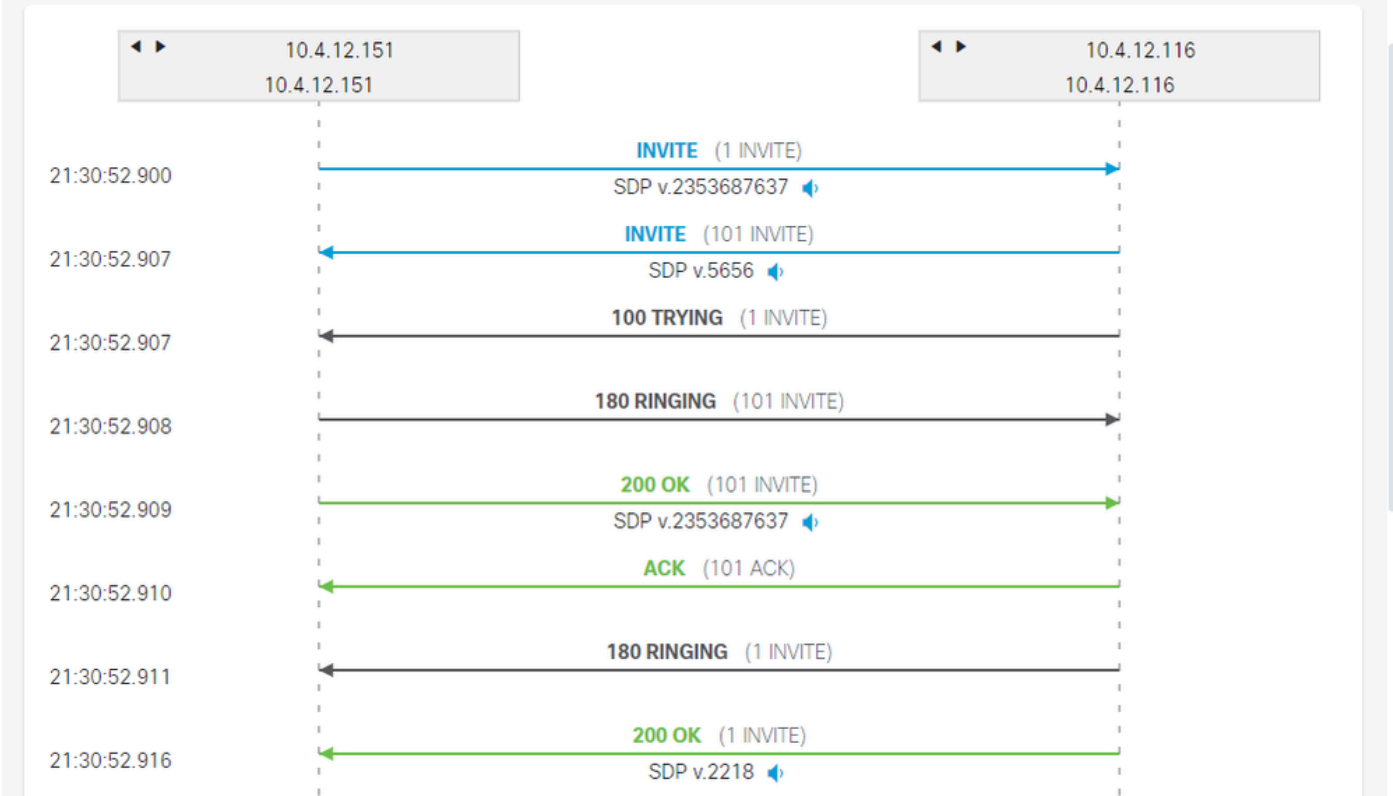 10.4.12.151
10.4.12.151
10.4.12.116
10.4.12.116
INVITE (1 INVITE)
21:30:52.900
SDP v.2353687637
INVITE (101 INVITE)
21:30:52.907
SDP v.5656
100 TRYING (1 INVITE)
21:30:52.907
180 RINGING (101 INVITE)
21:30:52.908
200 OK (101 INVITE)
21:30:52.909
SDP v.2353687637
ACK (101 ACK)
21:30:52.910
180 RINGING (1 INVITE)
21:30:52.911
200 OK (1 INVITE)
21:30:52.916
SDP v.2218